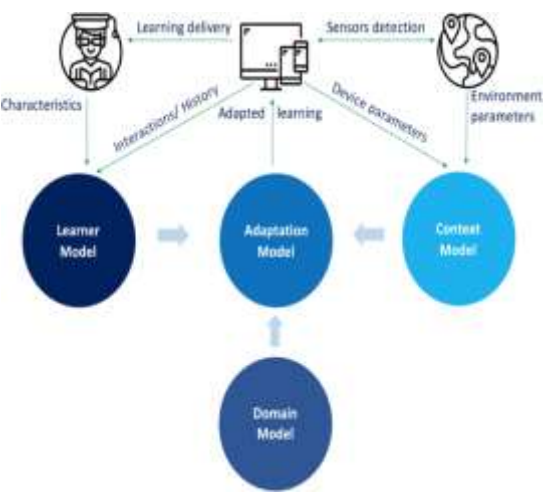 Learning delivery
Sensors detection
Characteristics
Interactions/ History
Adapted learning
Device parameters
Environment
parameters
Learner
Model
Adaptation
Model
Context
Model
Domain
Model